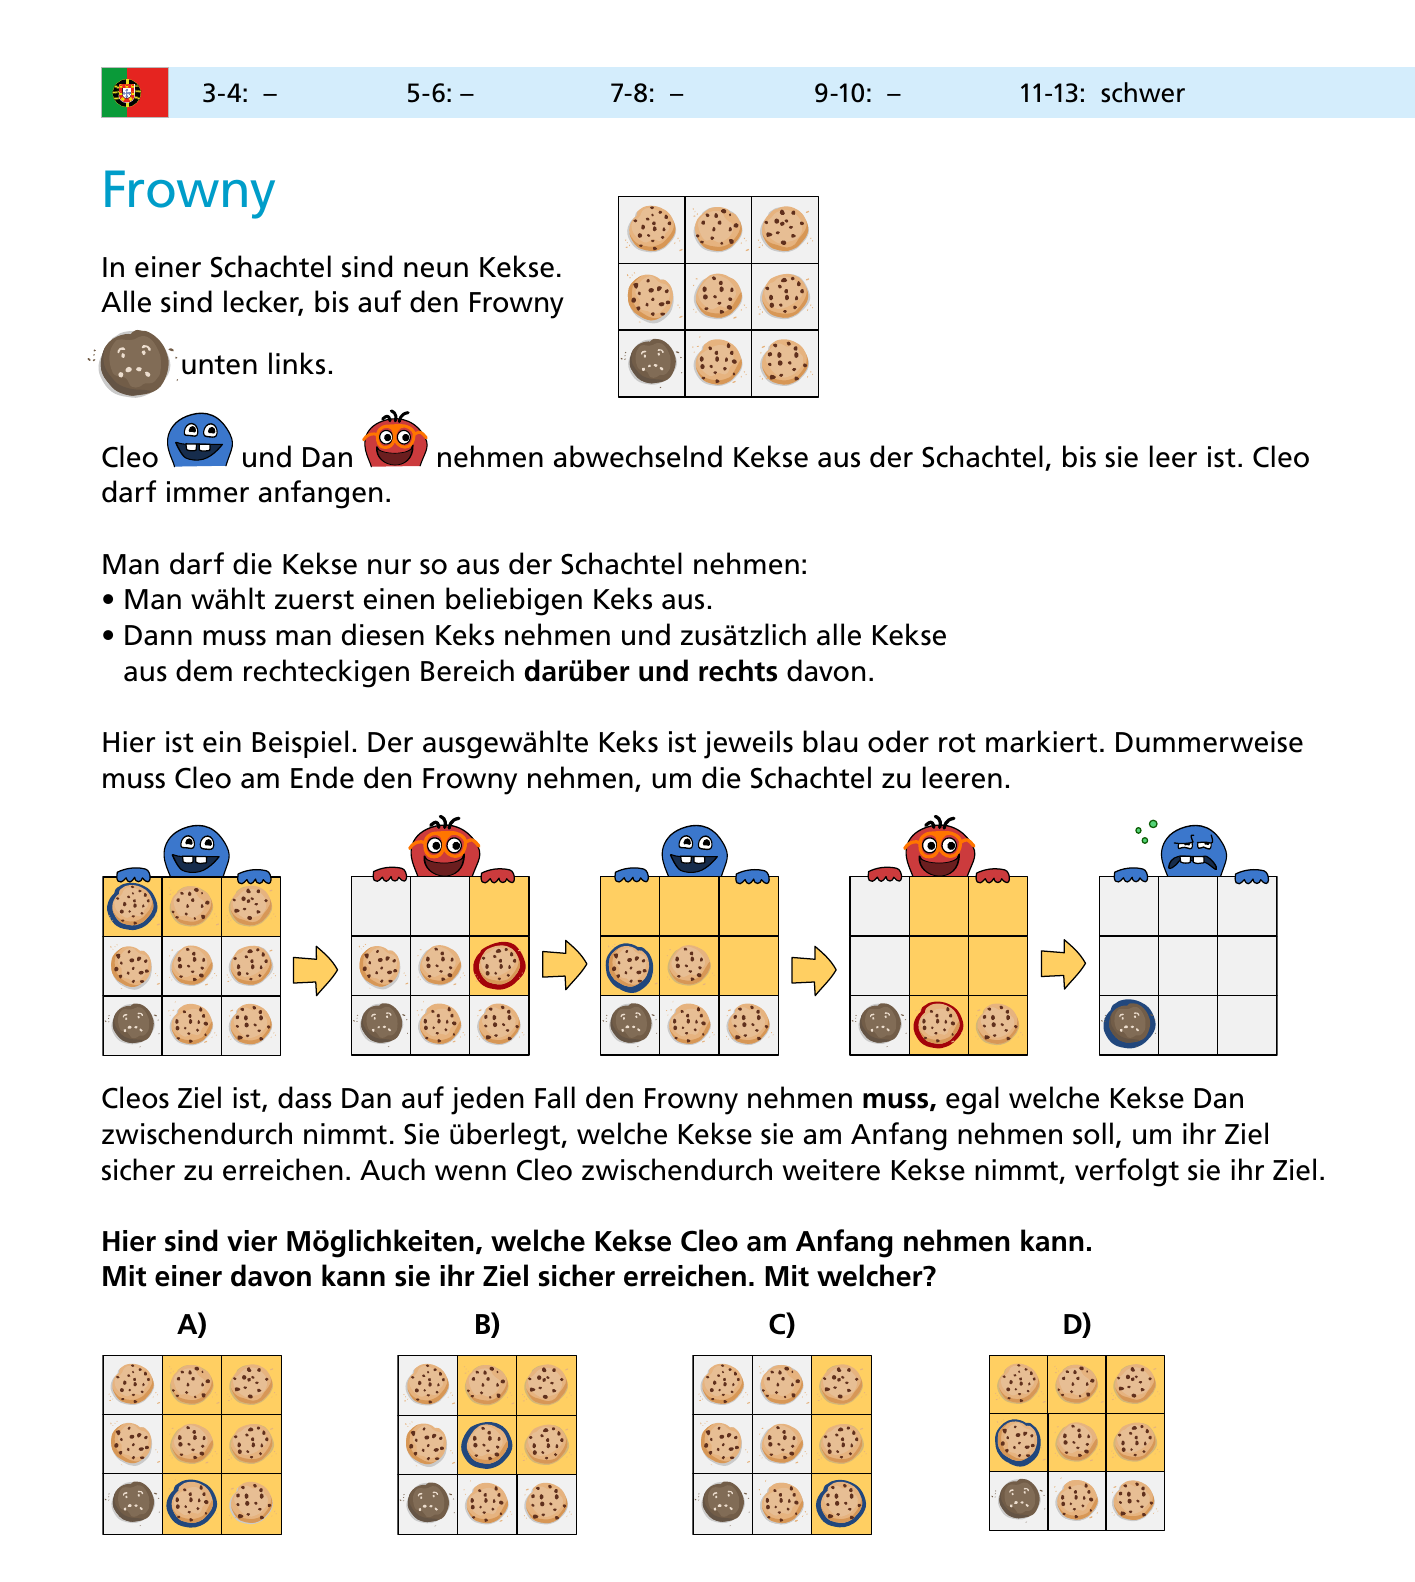 3-4: –   5-6: –   7-8: –   9-10: –   11-13: schwer
Frowny
In einer Schachtel sind neun Kekse.
Alle sind lecker, bis auf den Frowny
unten links.
Cleo und Dan nehmen abwechselnd Kekse aus der Schachtel, bis sie leer ist. Cleo
darf immer anfangen.
Man darf die Kekse nur so aus der Schachtel nehmen:
• Man wählt zuerst einen beliebigen Keks aus.
• Dann muss man diesen Keks nehmen und zusätzlich alle Kekse
aus dem rechteckigen Bereich darüber und rechts davon.
Hier ist ein Beispiel. Der ausgewählte Keks ist jeweils blau oder rot markiert. Dummerweise
muss Cleo am Ende den Frowny nehmen, um die Schachtel zu leeren.
Cleos Ziel ist, dass Dan auf jeden Fall den Frowny nehmen muss, egal welche Kekse Dan
zwischendurch nimmt. Sie überlegt, welche Kekse sie am Anfang nehmen soll, um ihr Ziel
sicher zu erreichen. Auch wenn Cleo zwischendurch weitere Kekse nimmt, verfolgt sie ihr Ziel.
Hier sind vier Möglichkeiten, welche Kekse Cleo am Anfang nehmen kann.
Mit einer davon kann sie ihr Ziel sicher erreichen. Mit welcher?
A)   B)   C)   D)